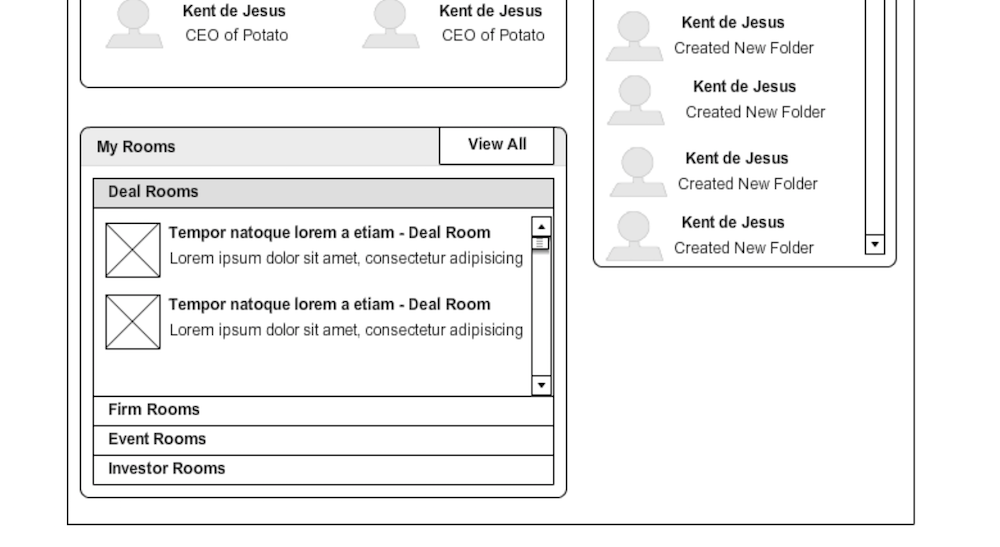 Kent de Jesus
CEO of Potato
Kent de Jesus
CEO of Potato
My Rooms
View All
Deal Rooms
Tempor natoque lorem a etiam - Deal Room
Lorem ipsum dolor sit amet, consectetur adipisicing
Tempor natoque lorem a etiam - Deal Room
Lorem ipsum dolor sit amet, consectetur adipisicing
Firm Rooms
Event Rooms
Investor Rooms
Kent de Jesus
Created New Folder
Kent de Jesus
Created New Folder
Kent de Jesus
Created New Folder
Kent de Jesus
Created New Folder